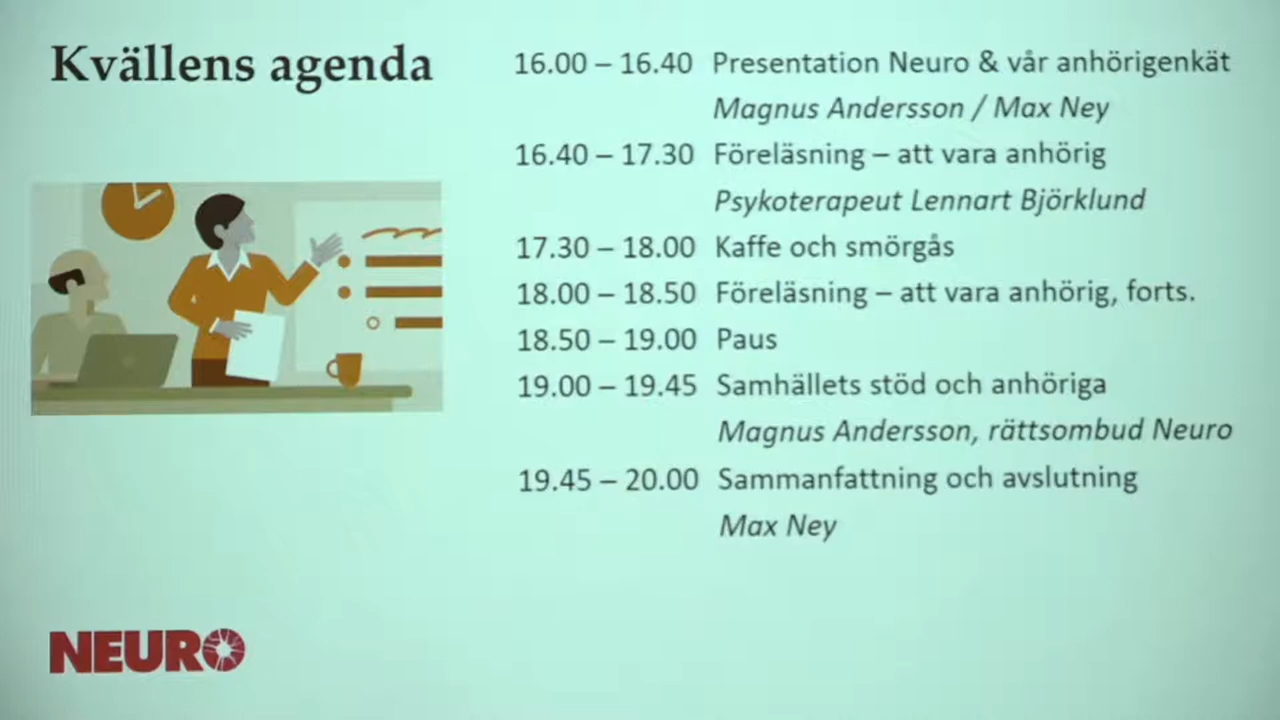 Kvällens agenda
16.00 – 16.40 Presentation Neuro & vår anhörigenkät
Magnus Andersson / Max Ney
16.40 – 17.30 Föreläsning – att vara anhörig
Psykoterapeut Lennart Björklund
17.30 – 18.00 Kaffe och smörgås
18.00 – 18.50 Föreläsning – att vara anhörig, forts.
18.50 – 19.00 Paus
19.00 – 19.45 Samhällets stöd och anhöriga
Magnus Andersson, rättsombud Neuro
19.45 – 20.00 Sammanfattning och avslutning
Max Ney
NEURO